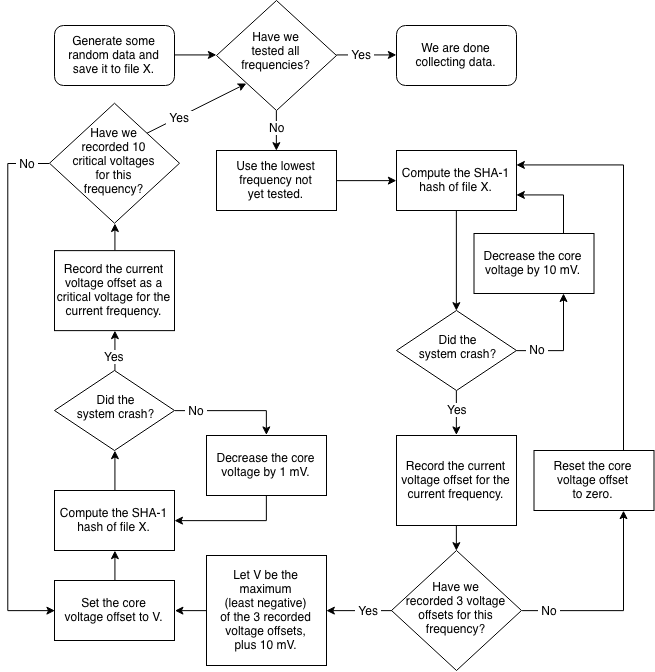 Generate some
random data and
save it to file X.
Have we
tested all
frequencies?
Yes
We are done
collecting data.
No
Use the lowest
frequency not
yet tested.
Compute the SHA-1
hash of file X.
Decrease the core
voltage by 10 mV.
Did the
system crash?
No
Yes
Record the current
voltage offset for the
current frequency.
Reset the core
voltage offset
to zero.
Have we
recorded 3 voltage
offsets for this
frequency?
No
Yes
Let V be the
maximum
(least negative)
of the 3 recorded
voltage offsets,
plus 10 mV.
Set the core
voltage offset to V.
Compute the SHA-1
hash of file X.
Did the
system crash?
No
Decrease the core
voltage by 1 mV.
Yes
Record the current
voltage offset as a
critical voltage for the
current frequency.
Have we
recorded 10
critical voltages
for this
frequency?
No
Yes